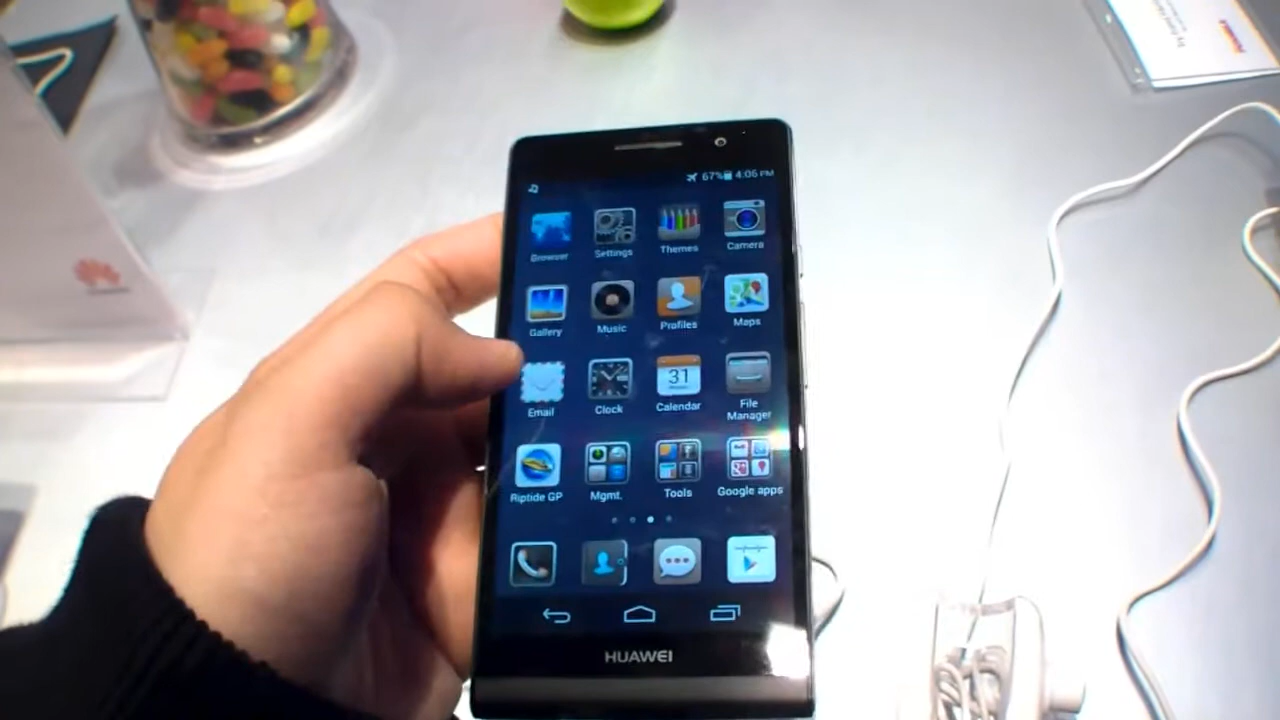 67% 4:05 PM
Browser Settings Themes Camera
Gallery Music Profiles Maps
31
Email Clock Calendar File Manager
Riptide GP Mgmt. Tools Google apps
HUAWEI